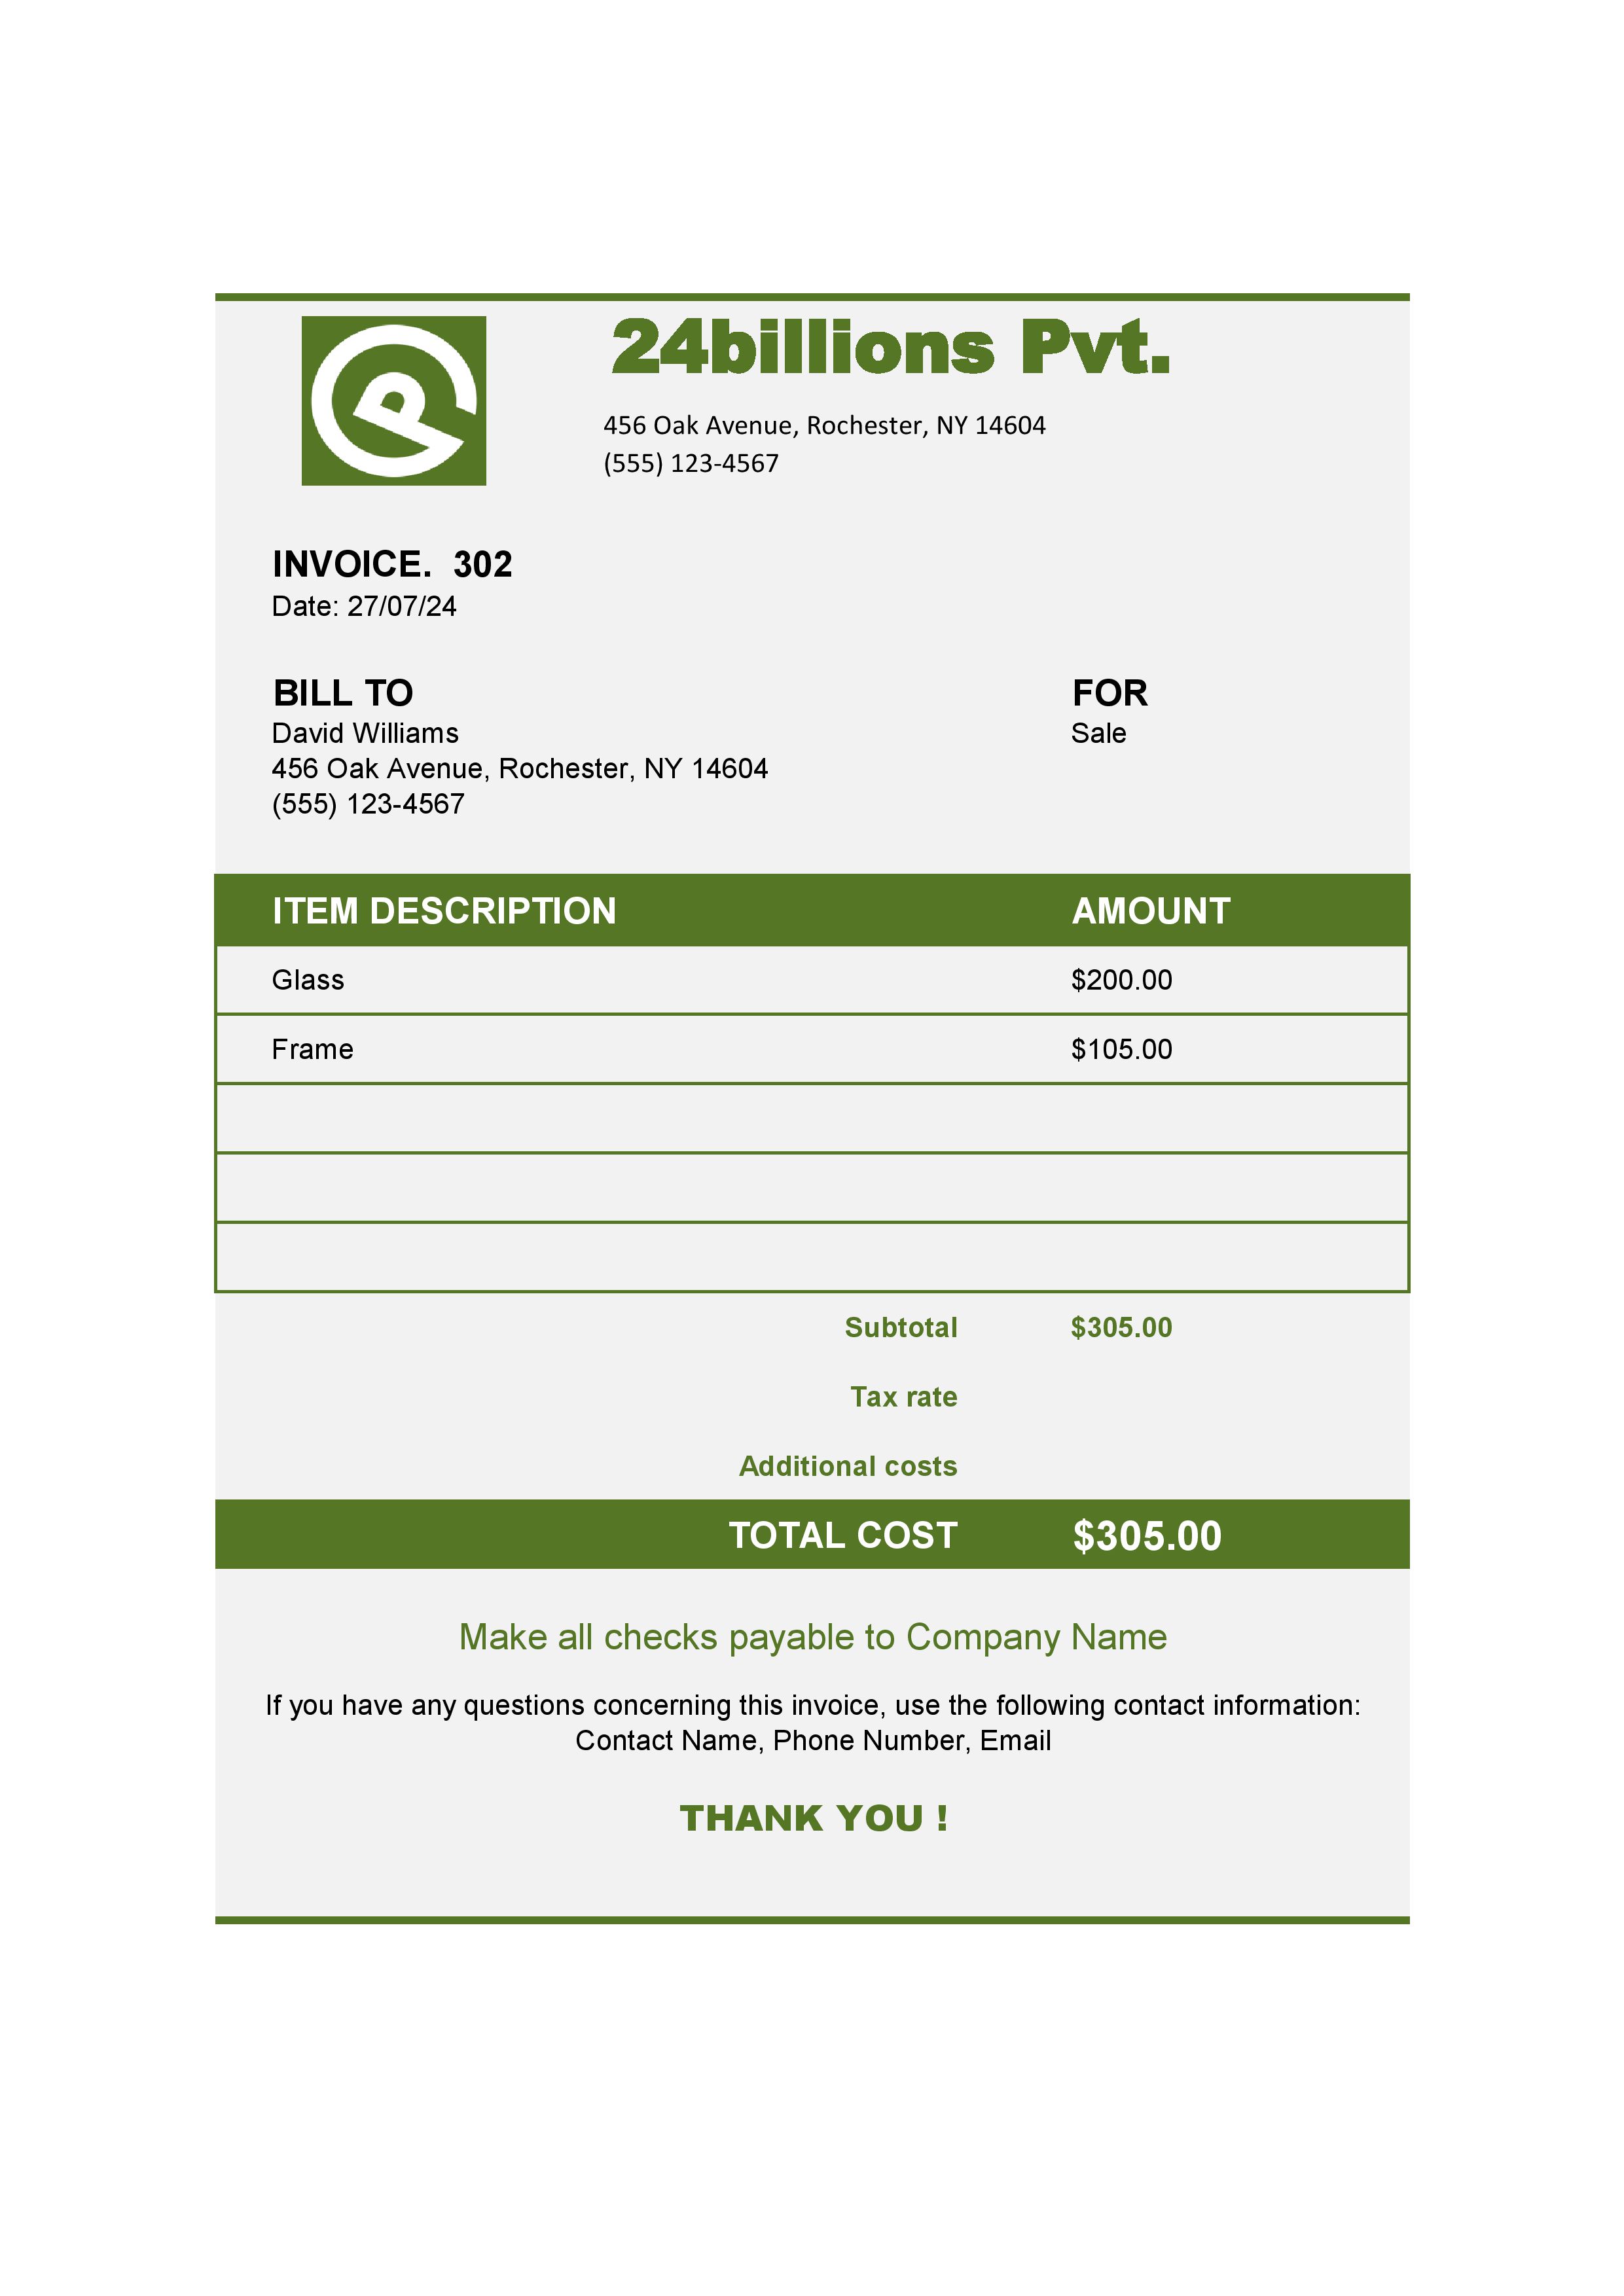 24billions Pvt.
456 Oak Avenue, Rochester, NY 14604
(555) 123-4567
INVOICE.  302
Date: 27/07/24
BILL TO
FOR
David Williams
Sale
456 Oak Avenue, Rochester, NY 14604
(555) 123-4567
ITEM DESCRIPTION AMOUNT
Glass $200.00
Frame $105.00
Subtotal $305.00
Tax rate
Additional costs
TOTAL COST $305.00
Make all checks payable to Company Name
If you have any questions concerning this invoice, use the following contact information:
Contact Name, Phone Number, Email
THANK YOU !